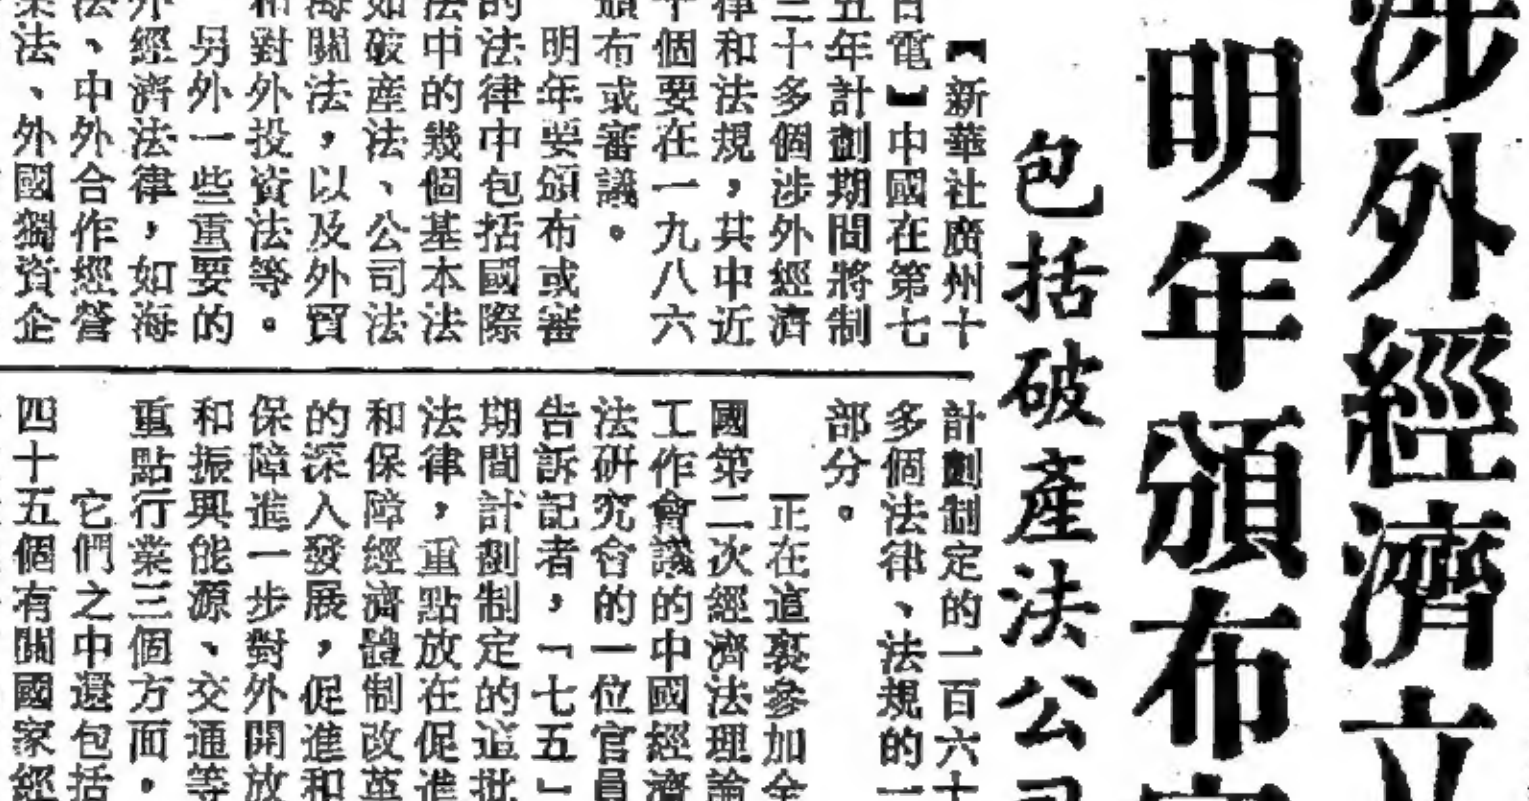 涉外經濟立
明年頒布審
包括破產法公司
【新華社廣州十
日電】中國在第七
五年計劃期間將制
三十多個涉外經濟
律和法規，其中近
十個要在一九八六
頒布或審議。
明年要頒布或審
的法律中包括國際
法中的幾個基本法
如破產法、公司法
海關法，以及外貿
和對外投資法等。
另外一些重要的
外經濟法律，如海
法、中外合作經營
業法、外國獨資企
計劃制定的一百六十
多個法律、法規的一
部分。
正在這裏參加全
國第二次經濟法理論
工作會議的中國經濟
法研究會的一位官員
告訴記者，「七五」
期間計劃制定的這批
法律，重點放在促進
和保障經濟體制改革
的深入發展，促進和
保障進一步對外開放
和振興能源、交通等
重點行業三個方面，
它們之中還包括
四十五個有關國家經